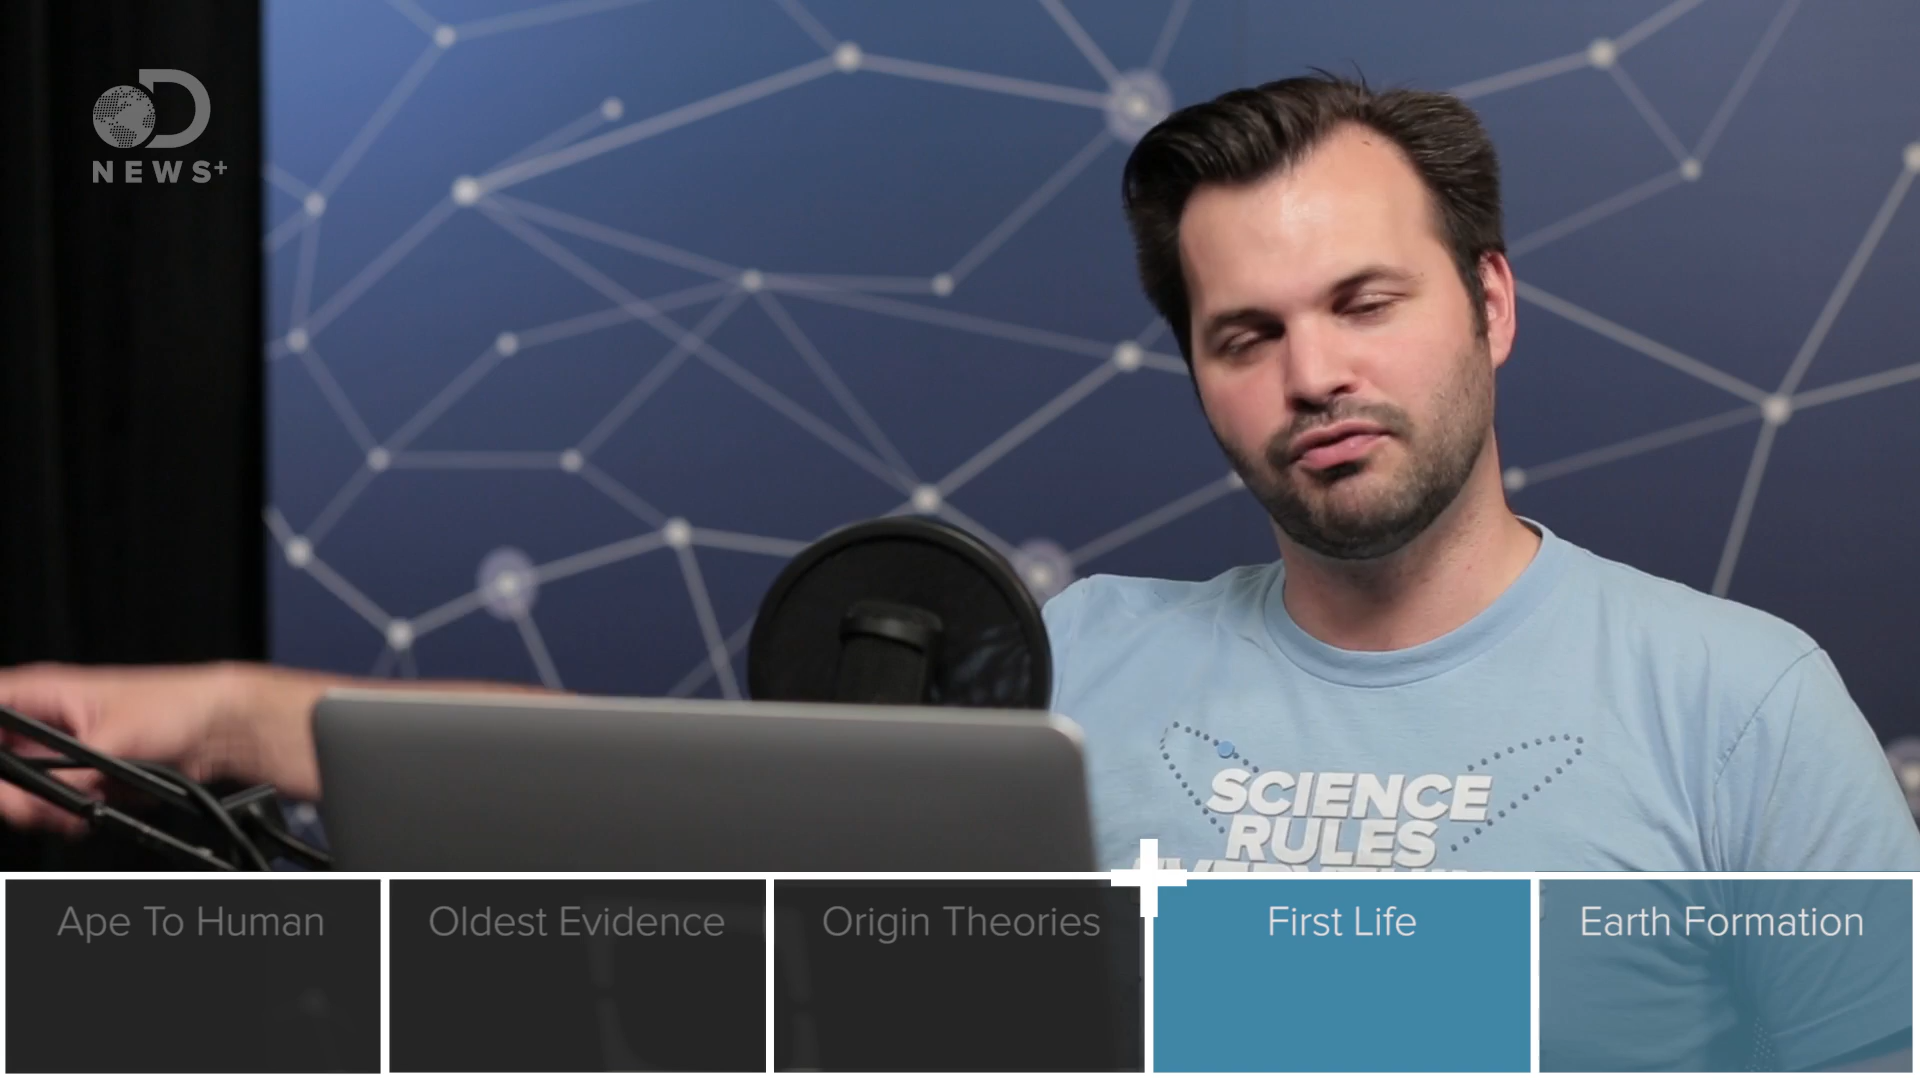 NEWS+
SCIENCE
RULES
Ape To Human
Oldest Evidence
Origin Theories
First Life
Earth Formation